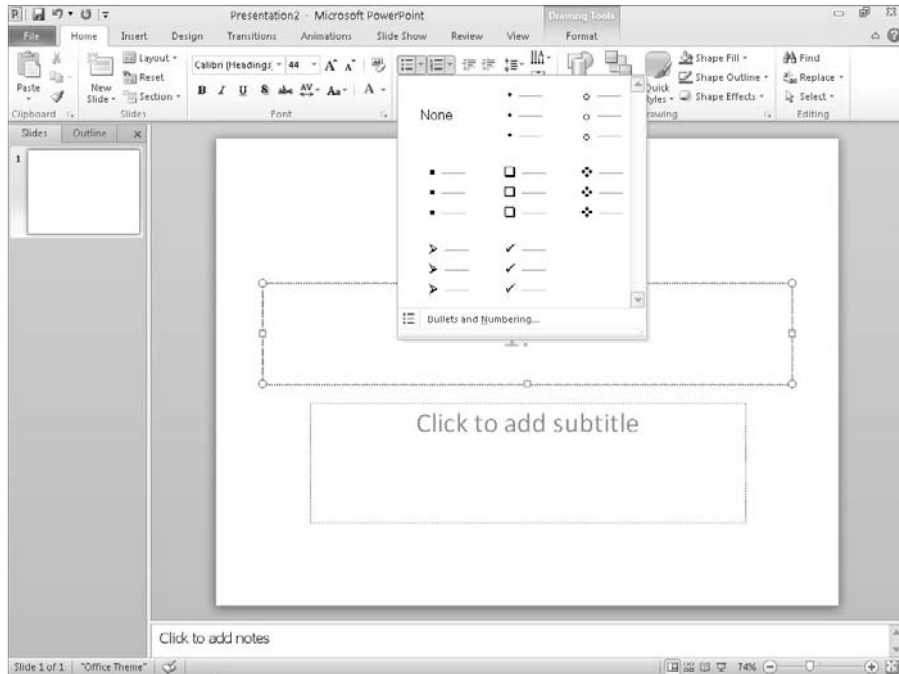 Presentation2 - Microsoft PowerPoint
Drawing Tools
File Home Insert Design Transitions Animations Slide Show Review View Format
Paste
Clipboard
New Slide
Layout
Reset
Section
Slides
Calibri (Headings) 44
B I U S abc AV Aa A
Font
Quick Styles
Shape Fill
Shape Outline
Shape Effects
Find
Replace
Select
Editing
Slides Outline
1
None
Bullets and Numbering...
Click to add subtitle
Click to add notes
Slide 1 of 1 "Office Theme" 74%